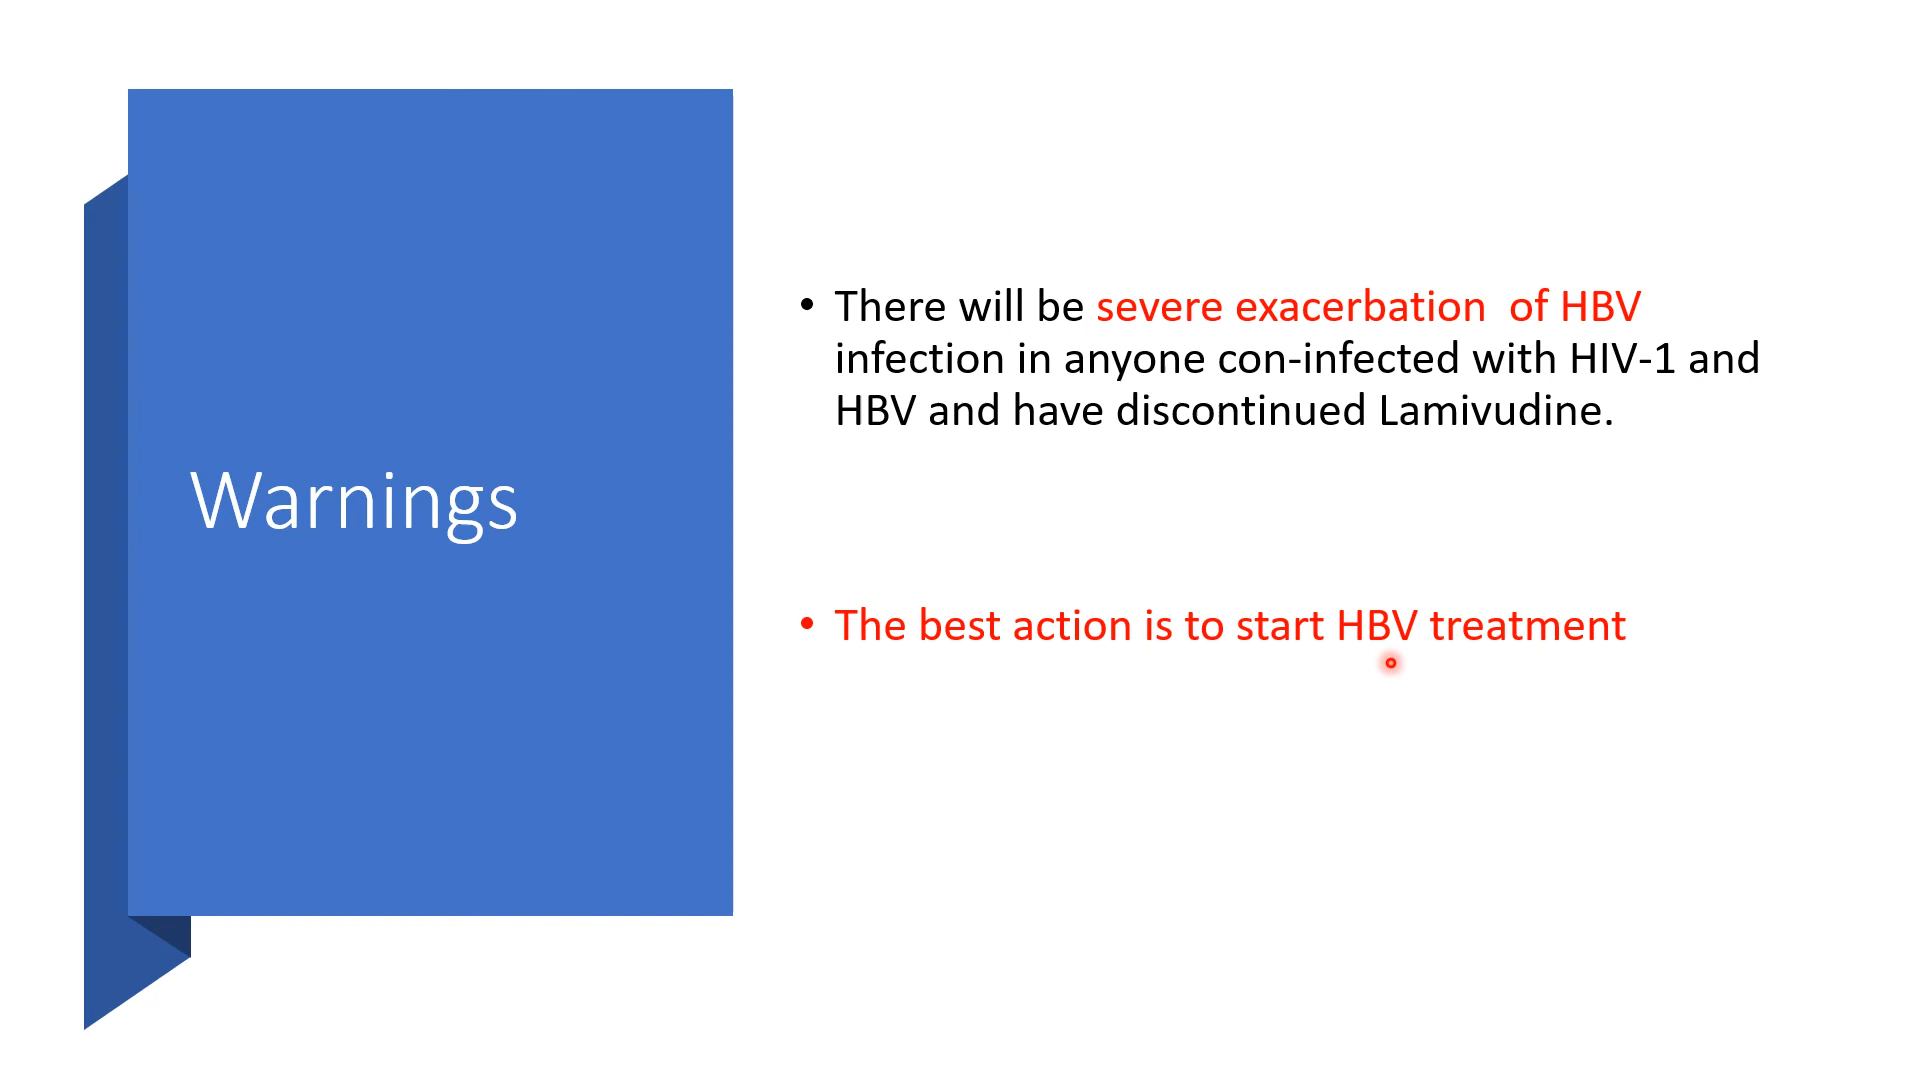 Warnings
• There will be severe exacerbation  of HBV
infection in anyone con-infected with HIV-1 and
HBV and have discontinued Lamivudine.
• The best action is to start HBV treatment